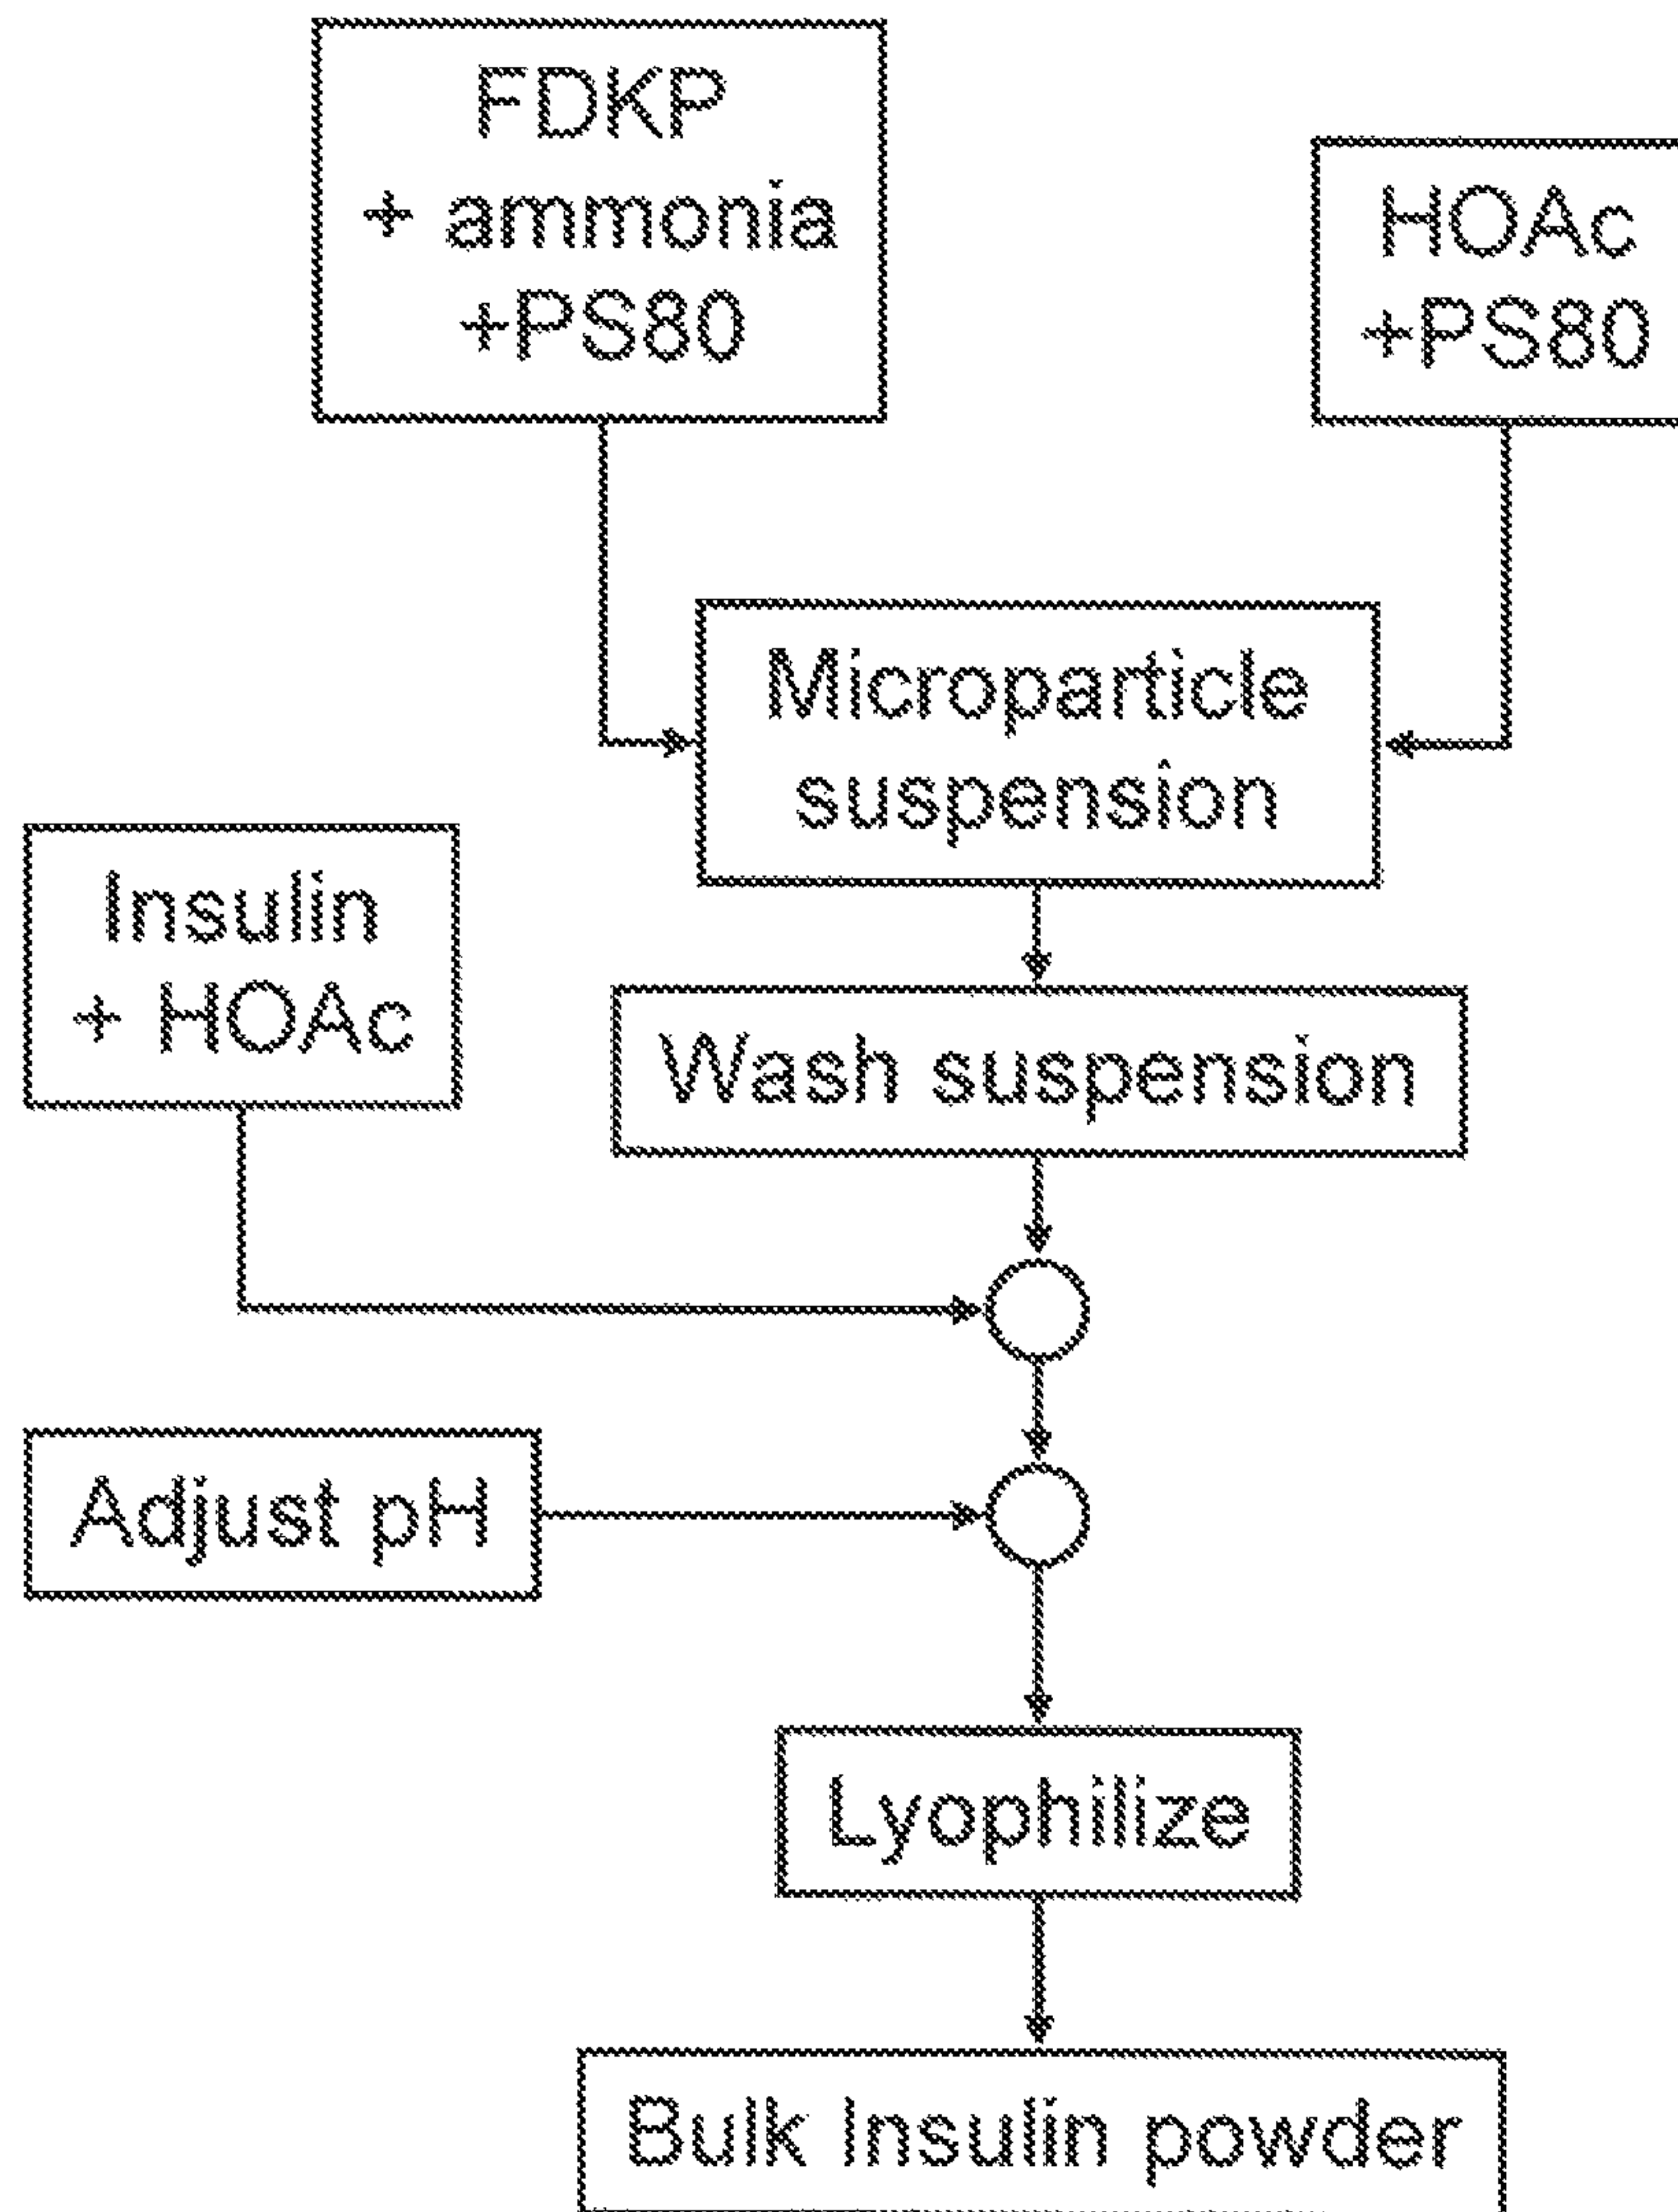 FDKP
+ ammonia
+PS80
HOAc
+PS80
Microparticle
suspension
Insulin
+ HOAc
Wash suspension
Adjust pH
Lyophilize
Bulk Insulin powder